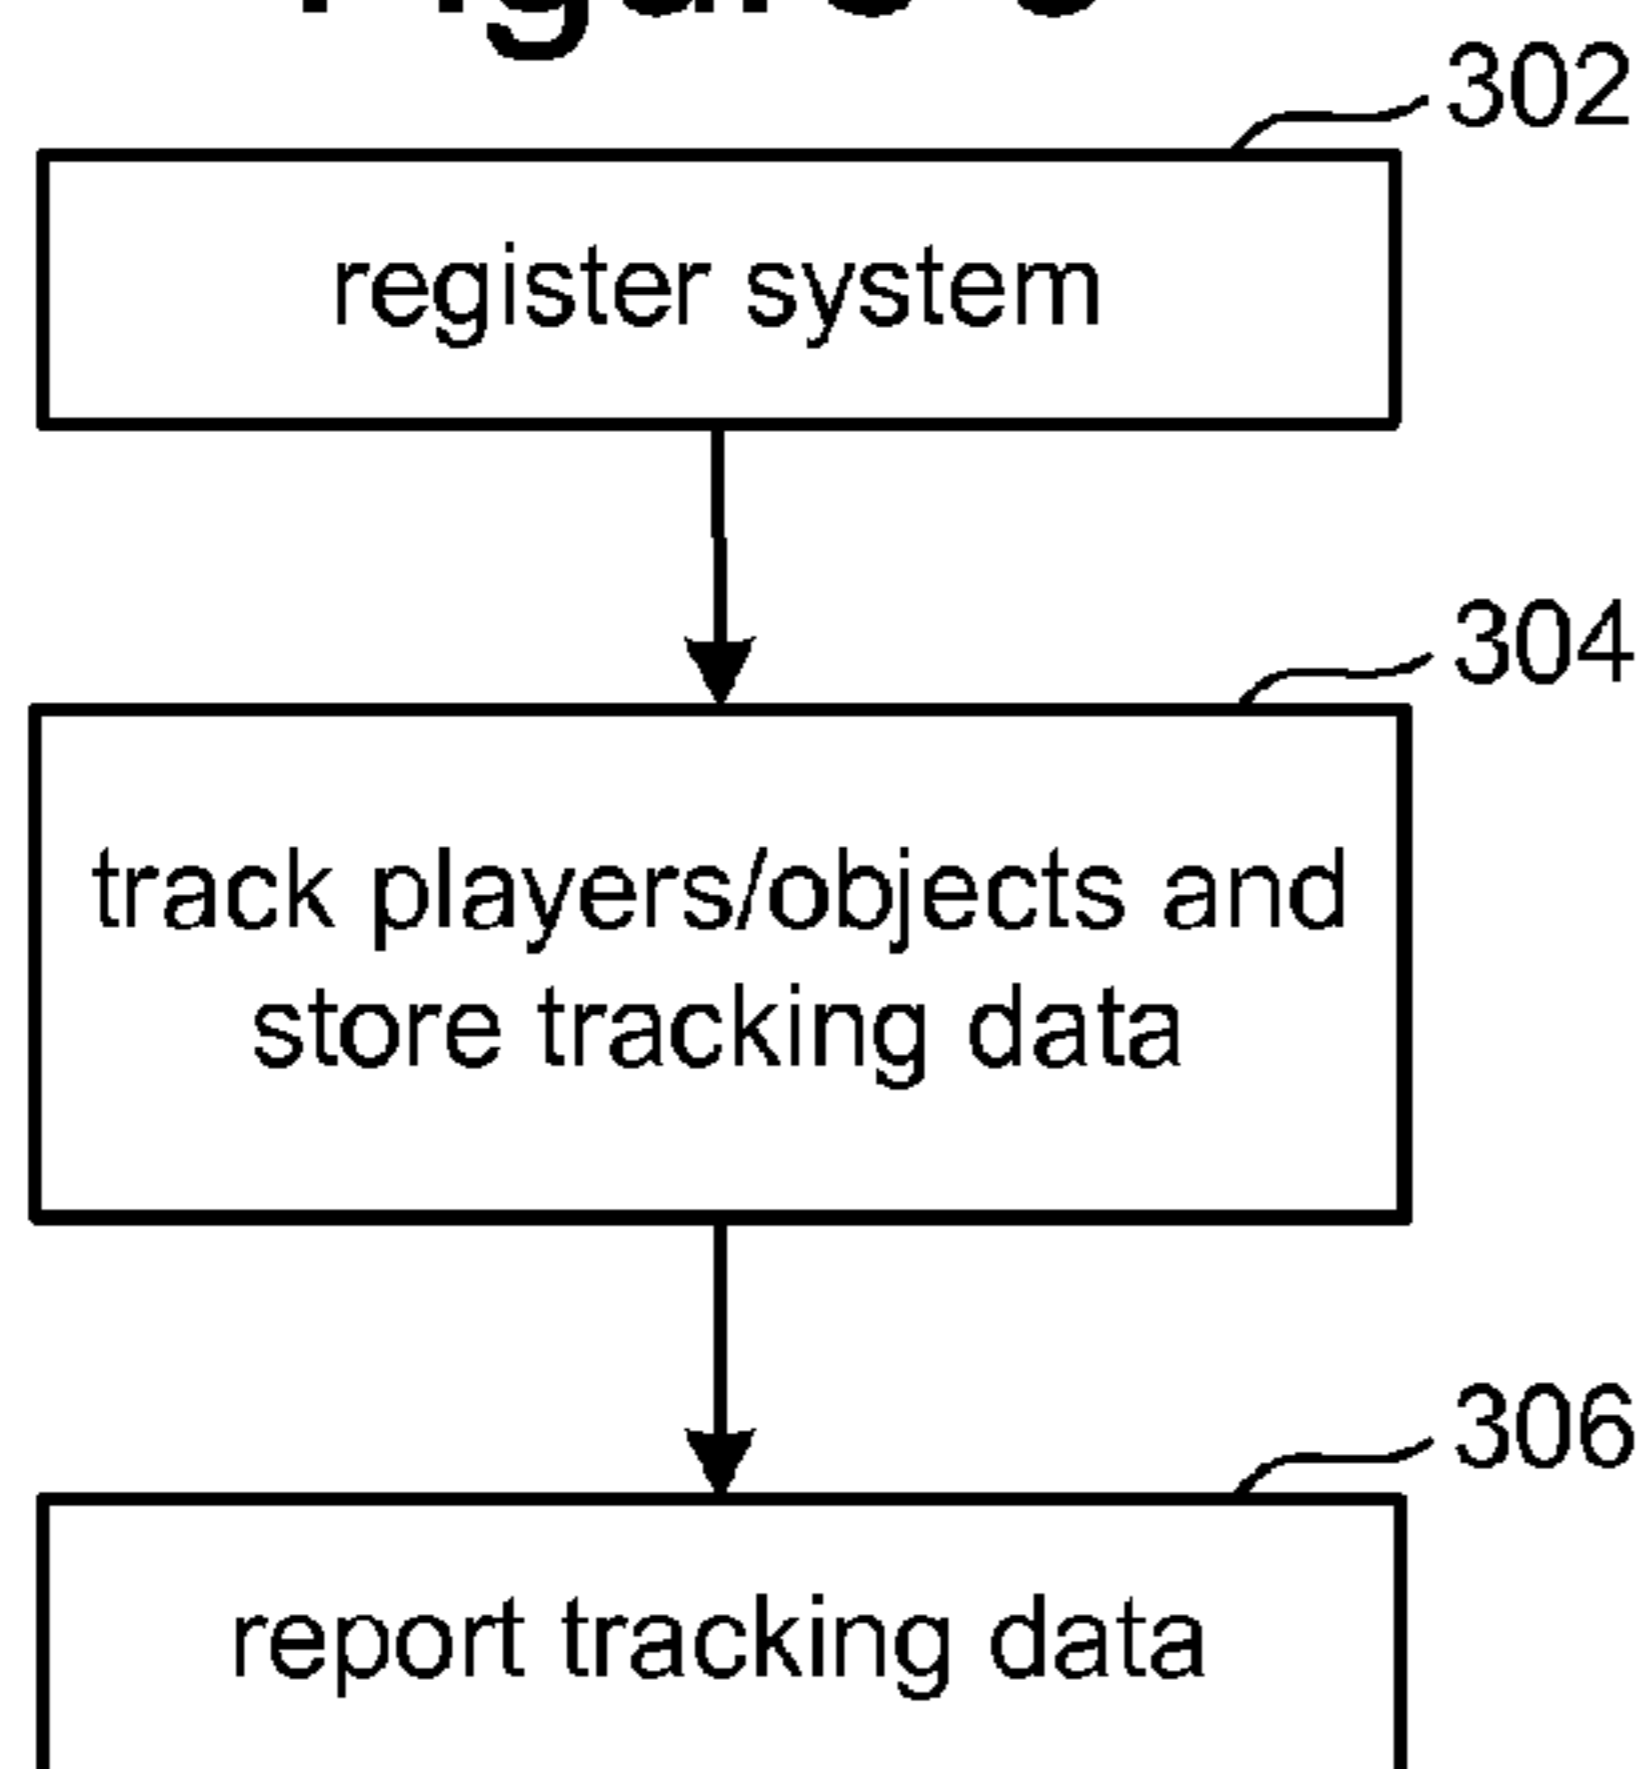 302
register system
304
track players/objects and
store tracking data
306
report tracking data